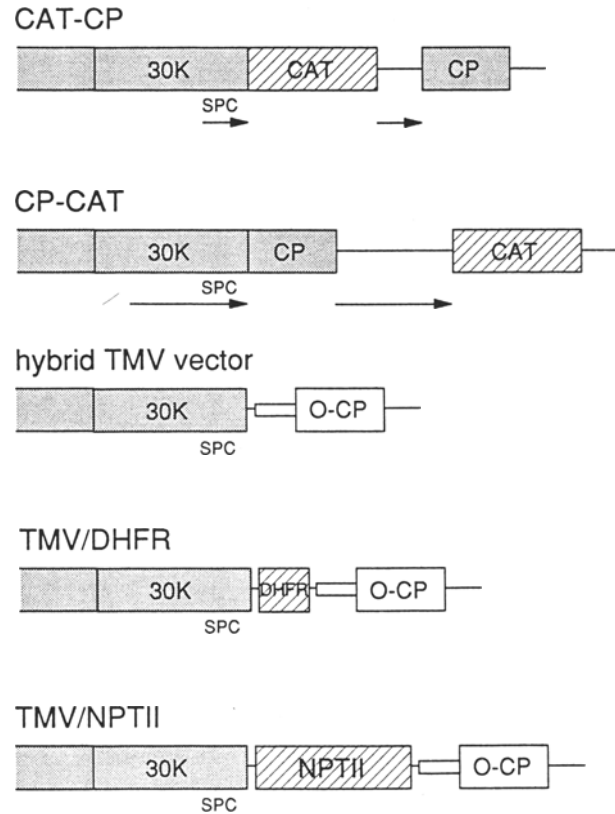 CAT-CP
30K CAT CP
SPC
CP-CAT
30K CP CAT
SPC
hybrid TMV vector
30K O-CP
SPC
TMV/DHFR
30K DHFR O-CP
SPC
TMV/NPTII
30K NPTII O-CP
SPC